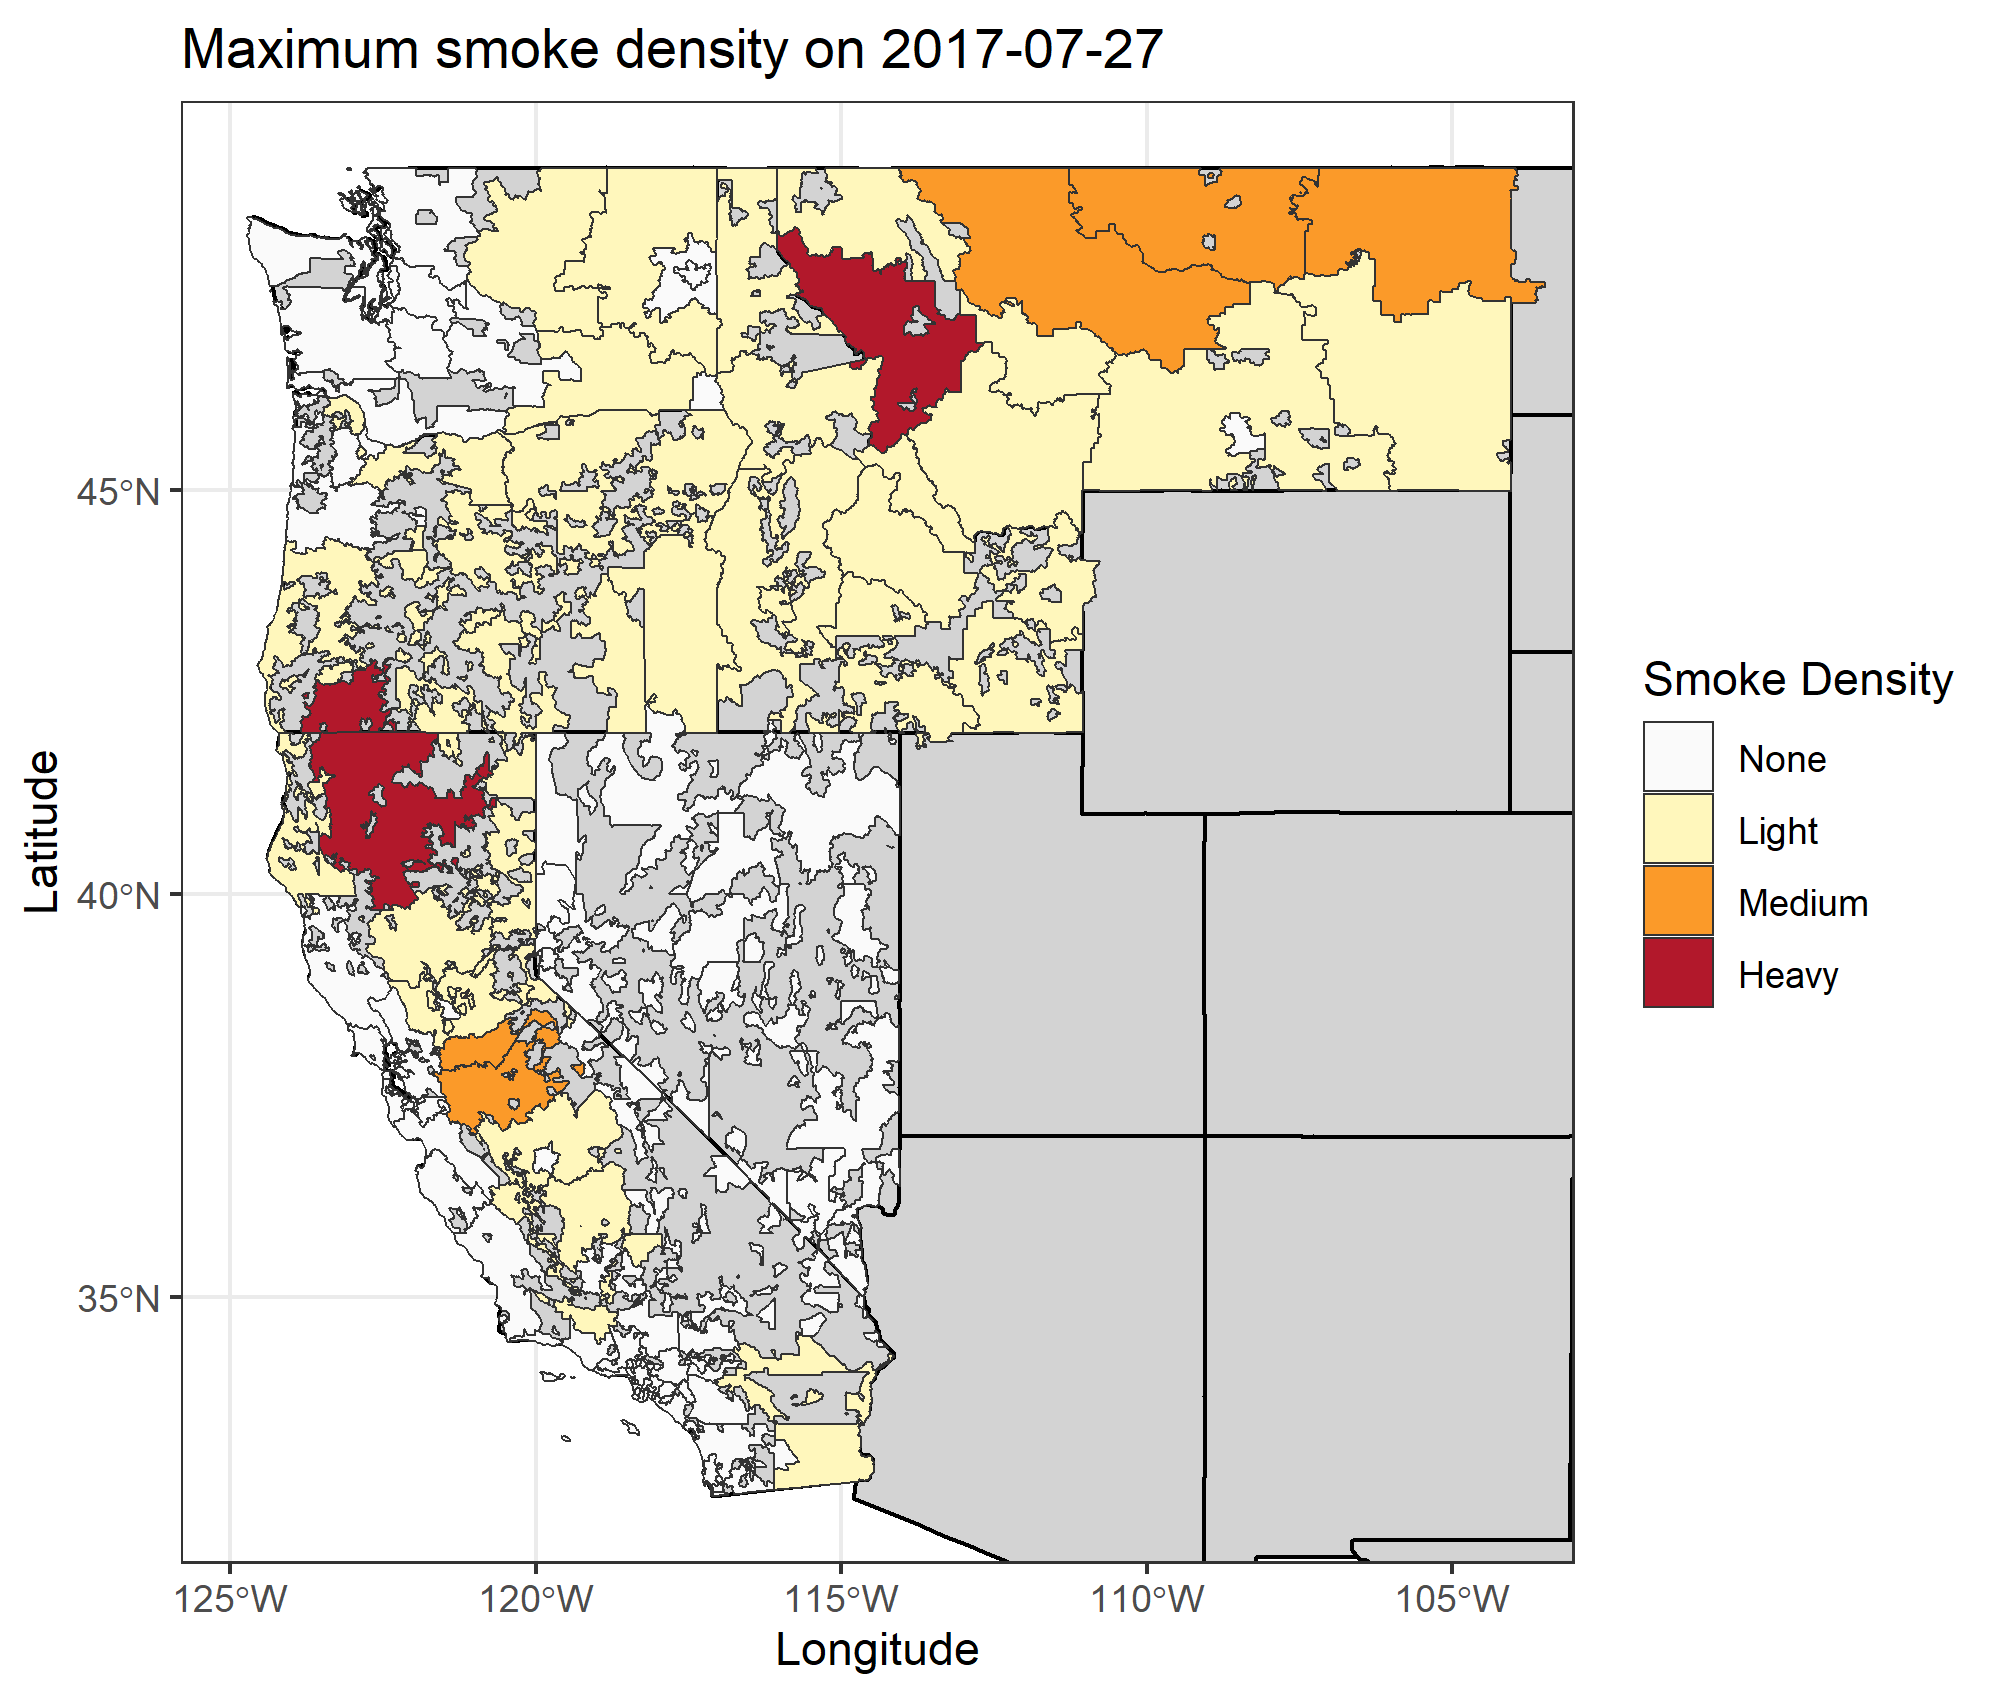 Maximum smoke density on 2017-07-27
45°N
40°N
35°N
Latitude
125°W
120°W
115°W
110°W
105°W
Longitude
Smoke Density
None
Light
Medium
Heavy